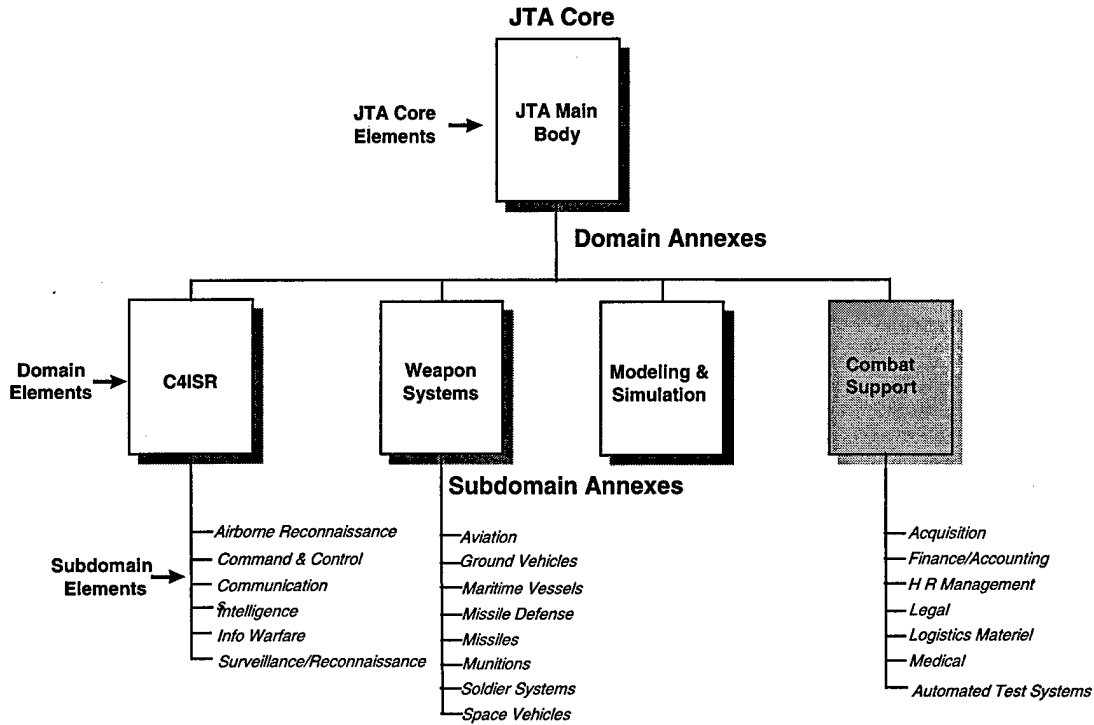 JTA Core
JTA Core
Elements
JTA Main
Body
Domain Annexes
Domain
Elements
C4ISR
Weapon
Systems
Modeling &
Simulation
Combat
Support
Subdomain Annexes
Subdomain
Elements
Airborne Reconnaissance
Command & Control
Communication
s
Intelligence
Info Warfare
Surveillance/Reconnaissance
Aviation
Ground Vehicles
Maritime Vessels
Missile Defense
Missiles
Munitions
Soldier Systems
Space Vehicles
Acquisition
Finance/Accounting
H R Management
Legal
Logistics Materiel
Medical
Automated Test Systems